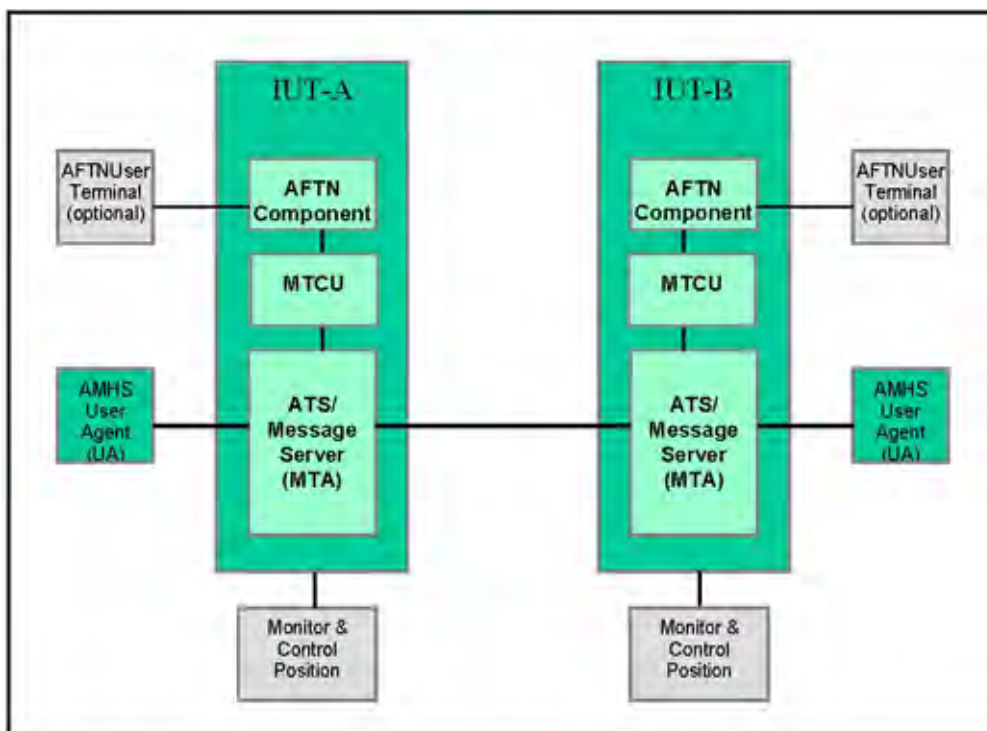 IUT-A
IUT-B
AFTNUser
Terminal
(optional)
AFTN
Component
AFTN
Component
AFTNUser
Terminal
(optional)
MTCU
MTCU
AMHS
User
Agent
(UA)
ATS/
Message
Server
(MTA)
ATS/
Message
Server
(MTA)
AMHS
User
Agent
(UA)
Monitor &
Control
Position
Monitor &
Control
Position